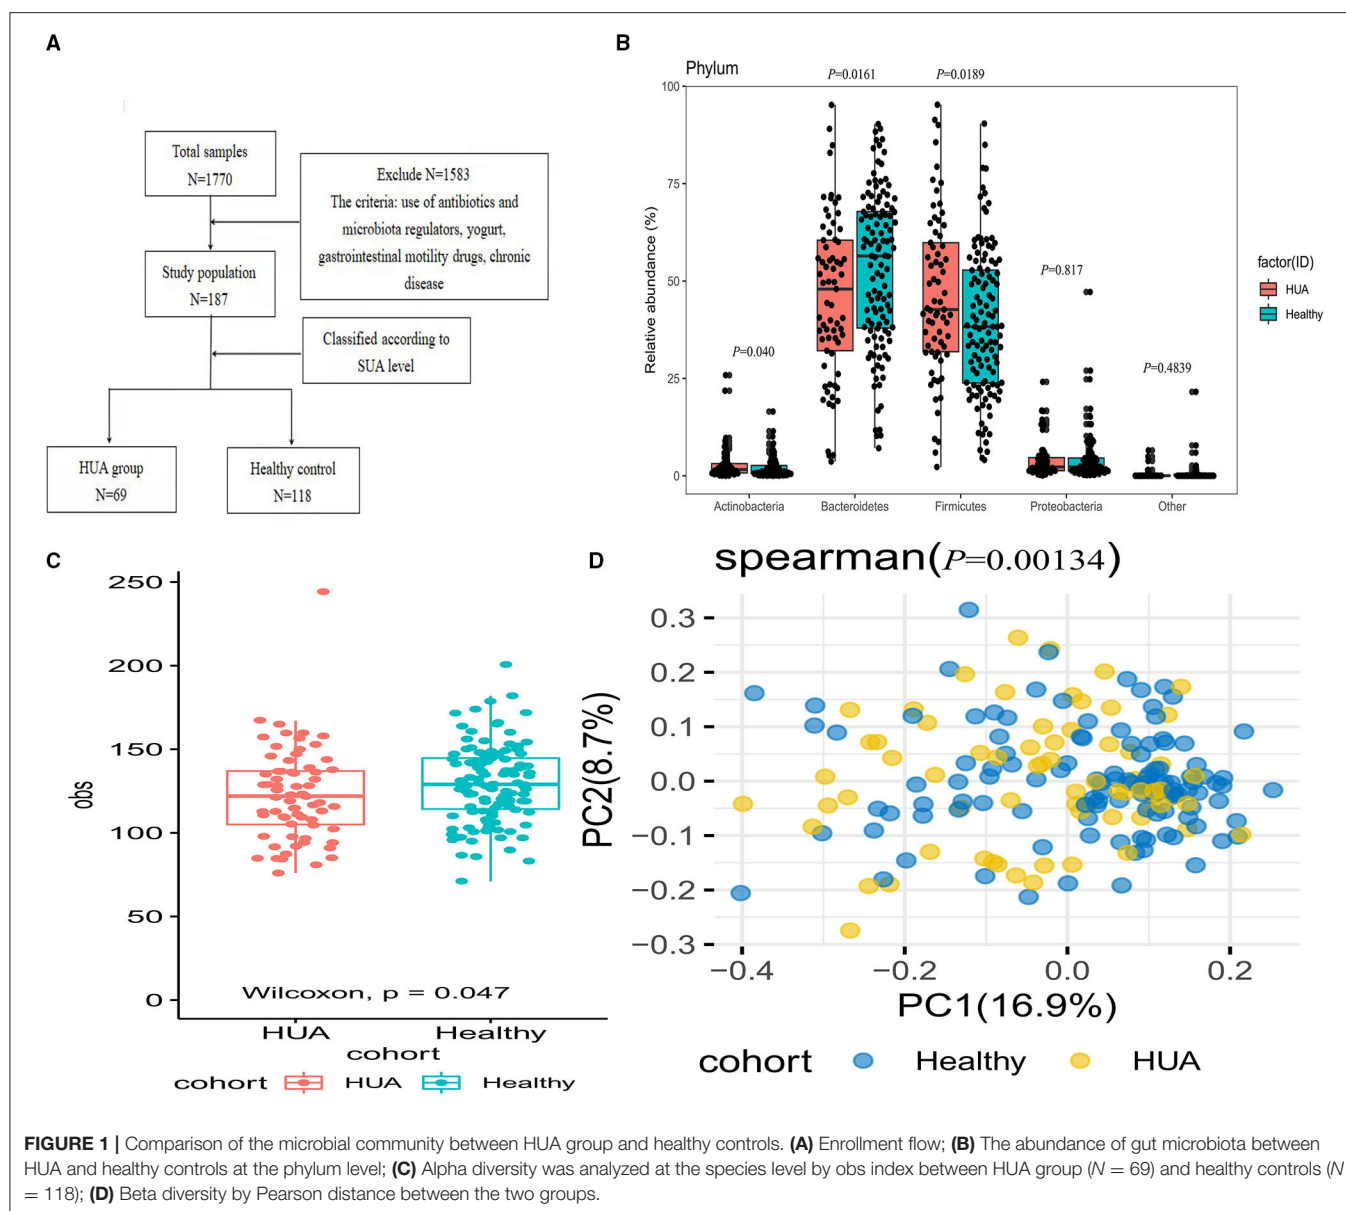 A
Total samples
N=1770
Exclude N=1583
The criteria: use of antibiotics and
microbiota regulators, yogurt,
gastrointestinal motility drugs, chronic
disease
Study population
N=187
Classified according to
SUA level
HUA group
N=69
Healthy control
N=118
B
Phylum
P=0.0161
P=0.0189
P=0.040
P=0.817
P=0.4839
Relative abundance (%)
100
75
50
25
0
Actinobacteria
Bacteroidetes
Firmicutes
Proteobacteria
Other
factor(ID)
HUA
Healthy
C
250
200
150
100
50
0
obs
Wilcoxon, p = 0.047
HUA
Healthy
cohort
cohort HUA Healthy
D
spearman(P=0.00134)
0.3
0.2
0.1
0.0
−0.1
−0.2
−0.3
PC2(8.7%)
−0.4
−0.2
0.0
0.2
PC1(16.9%)
cohort Healthy HUA
FIGURE 1 | Comparison of the microbial community between HUA group and healthy controls. (A) Enrollment flow; (B) The abundance of gut microbiota between
HUA and healthy controls at the phylum level; (C) Alpha diversity was analyzed at the species level by obs index between HUA group (N = 69) and healthy controls (N
= 118); (D) Beta diversity by Pearson distance between the two groups.